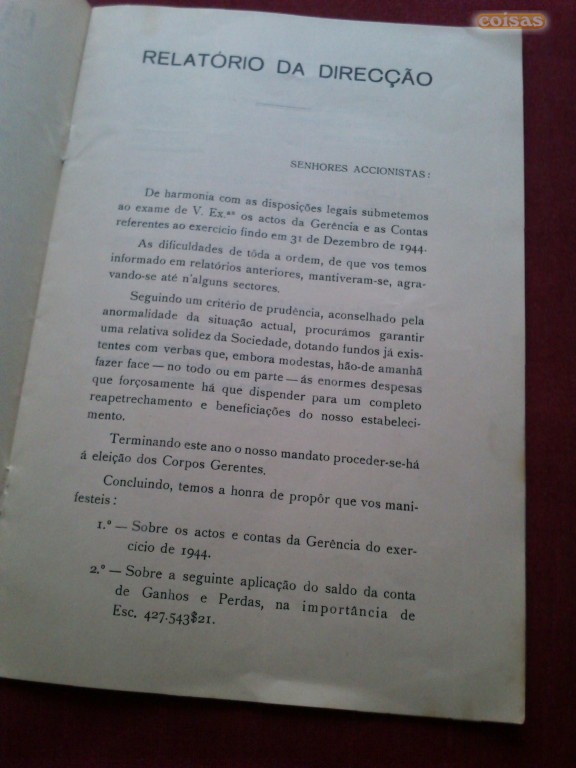 coisas
RELATÓRIO DA DIRECÇÃO
SENHORES ACCIONISTAS:
De harmonia com as disposições legais submetemos
ao exame de V. Ex.as os actos da Gerência e as Contas
referentes ao exercício findo em 31 de Dezembro de 1944.
As dificuldades de tôda a ordem, de que vos temos
informado em relatórios anteriores, mantiveram-se, agra-
vando-se até n'alguns sectores.
Seguindo um critério de prudência, aconselhado pela
anormalidade da situação actual, procurámos garantir
uma relativa solidez da Sociedade, dotando fundos já exis-
tentes com verbas que, embora modestas, hão-de amanhã
fazer face — no todo ou em parte — ás enormes despesas
que forçosamente há que dispender para um completo
reapetrechamento e beneficiações do nosso estabeleci-
mento.
Terminando este ano o nosso mandato proceder-se-há
á eleição dos Corpos Gerentes.
Concluindo, temos a honra de propôr que vos mani-
festeis:
1.º — Sobre os actos e contas da Gerência do exer-
cício de 1944.
2.º — Sobre a seguinte aplicação do saldo da conta
de Ganhos e Perdas, na importância de
Esc. 427.543$21.